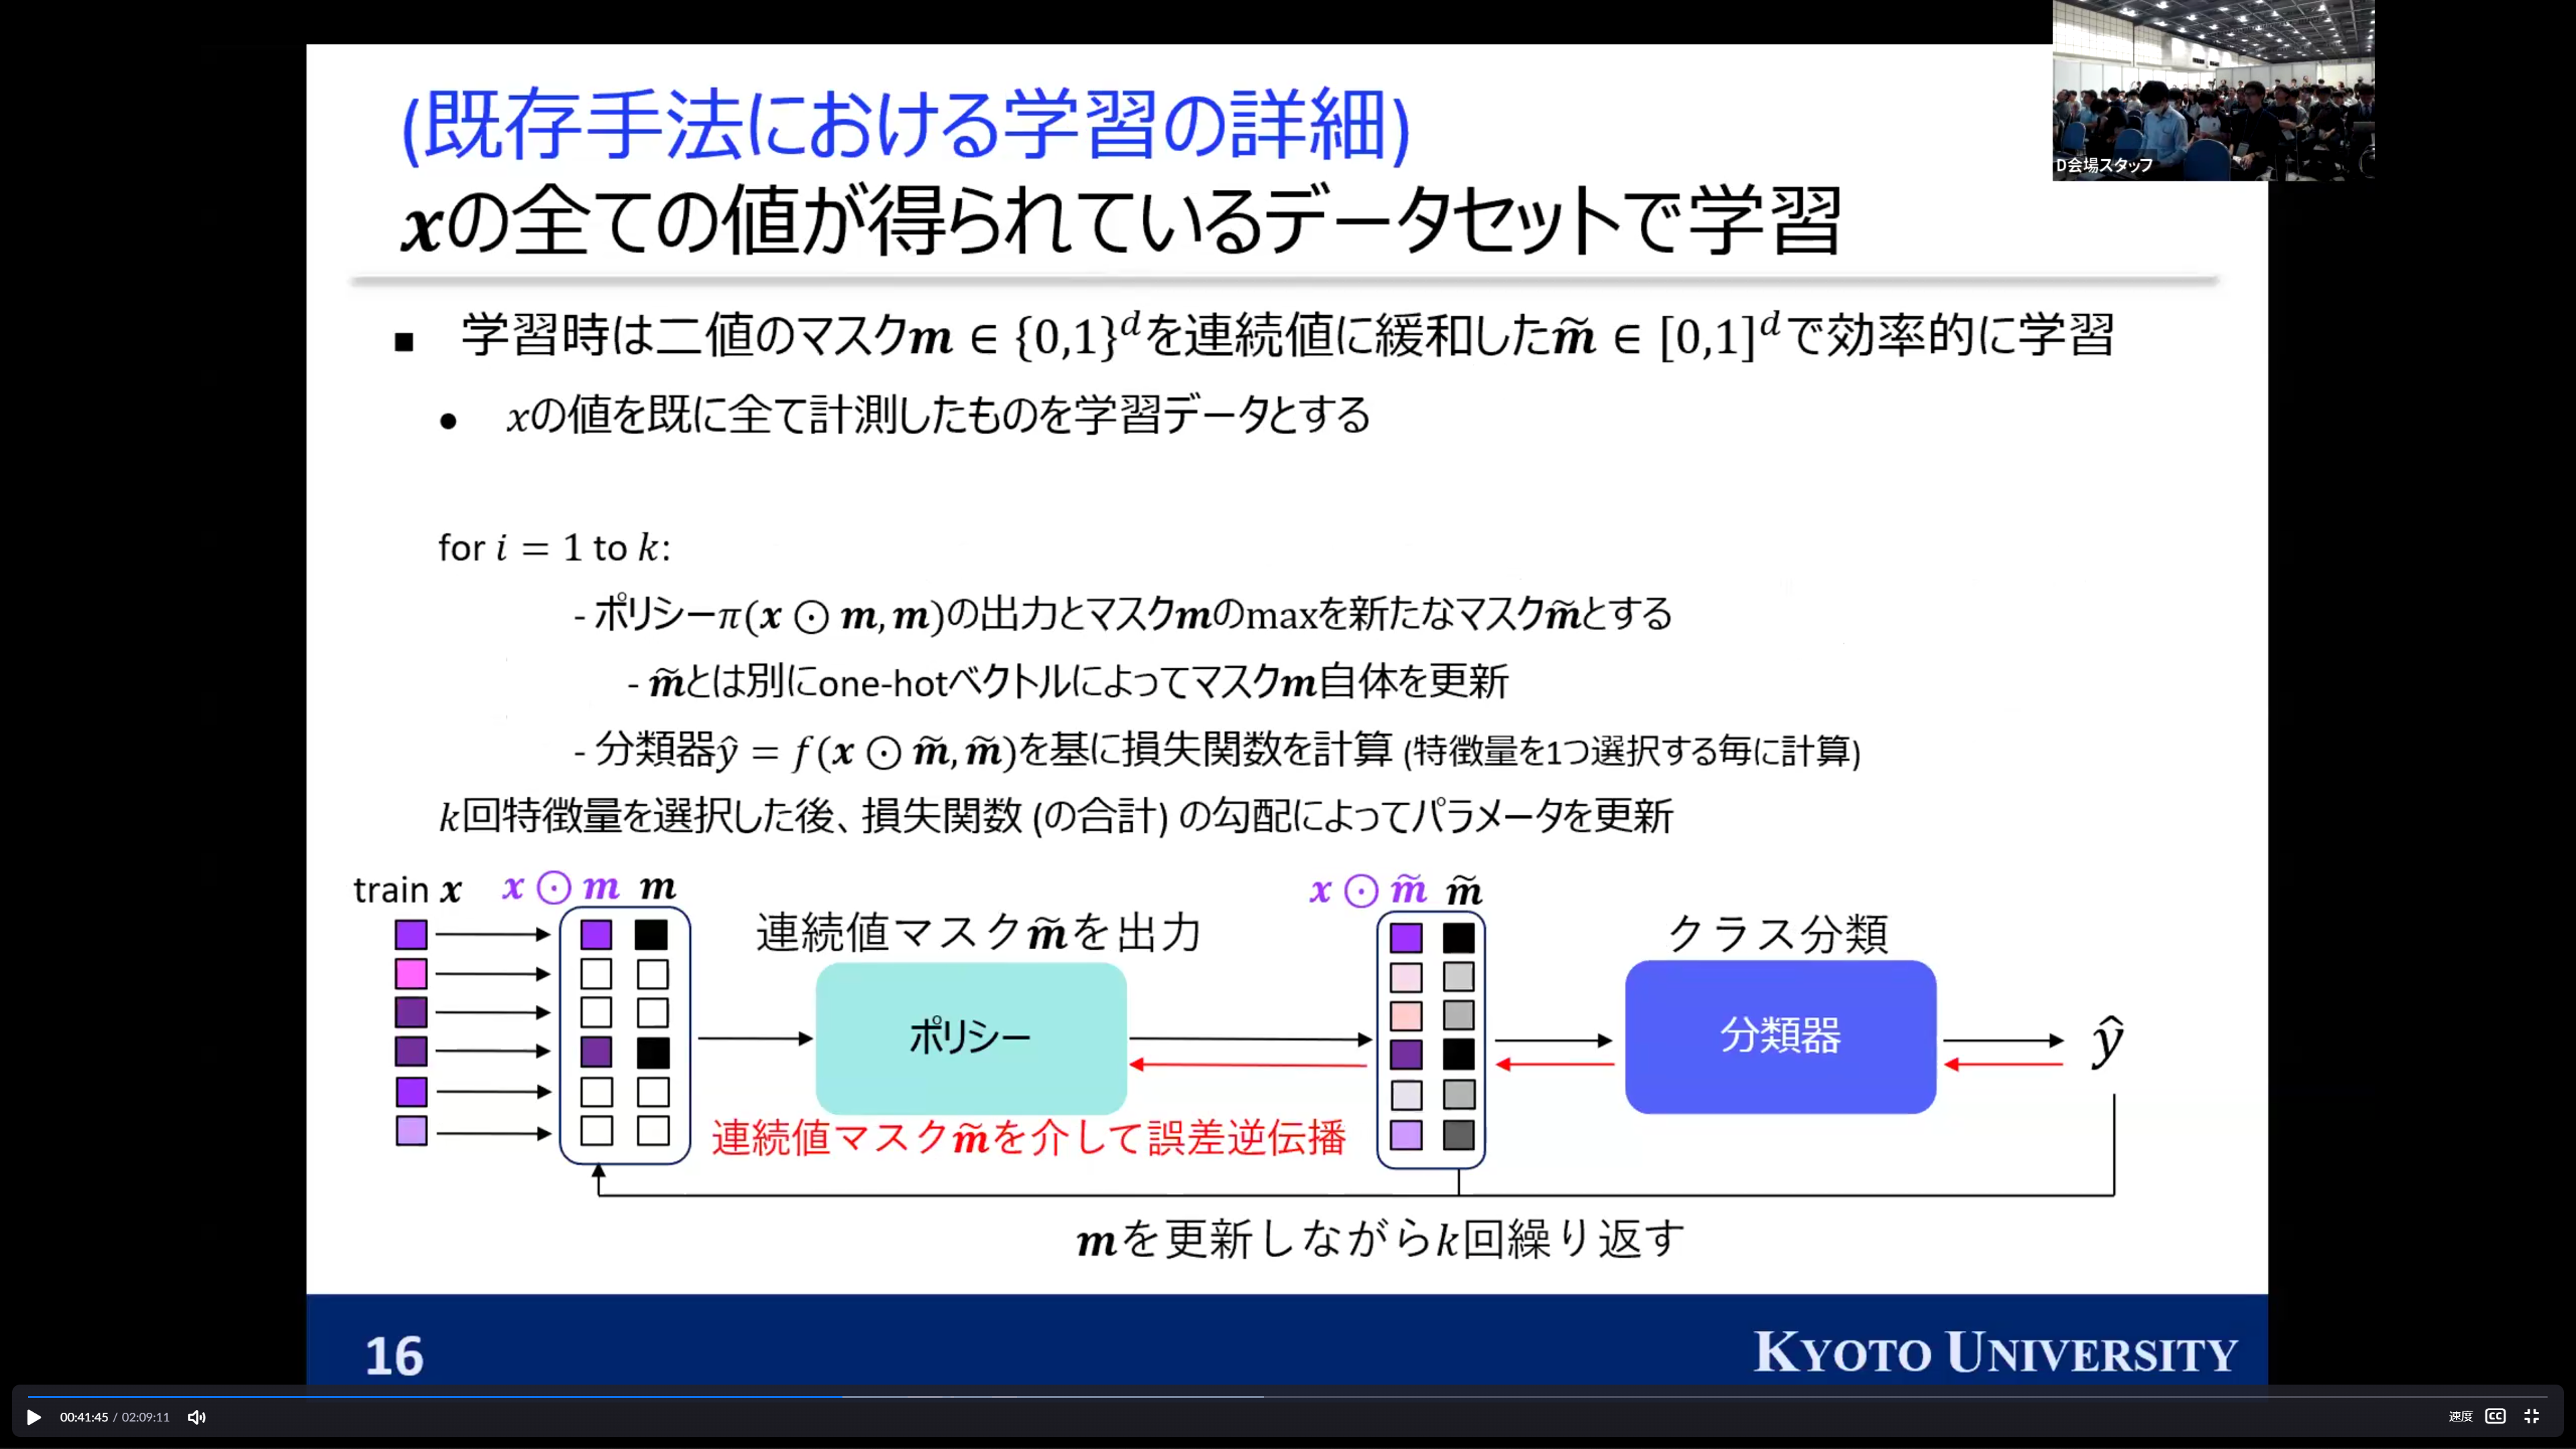 (既存手法における学習の詳細)
xの全ての値が得られているデータセットで学習
D会場スタッフ
■ 学習時は二値のマスクm ∈ {0,1}^dを連続値に緩和したm̃ ∈ [0,1]^dで効率的に学習
● xの値を既に全て計測したものを学習データとする
for i = 1 to k:
- ポリシーπ(x ⊙ m, m)の出力とマスクmのmaxを新たなマスクm̃とする
- m̃とは別にone-hotベクトルによってマスクm自体を更新
- 分類器ŷ = f(x ⊙ m̃, m̃)を基に損失関数を計算 (特徴量を1つ選択する毎に計算)
k回特徴量を選択した後、損失関数 (の合計) の勾配によってパラメータを更新
train x x ⊙ m m
x ⊙ m̃ m̃
連続値マスクm̃を出力
クラス分類
ポリシー
分類器
ŷ
連続値マスクm̃を介して誤差逆伝播
mを更新しながらk回繰り返す
16
KYOTO UNIVERSITY
00:41:45 / 02:09:11
速度
CC